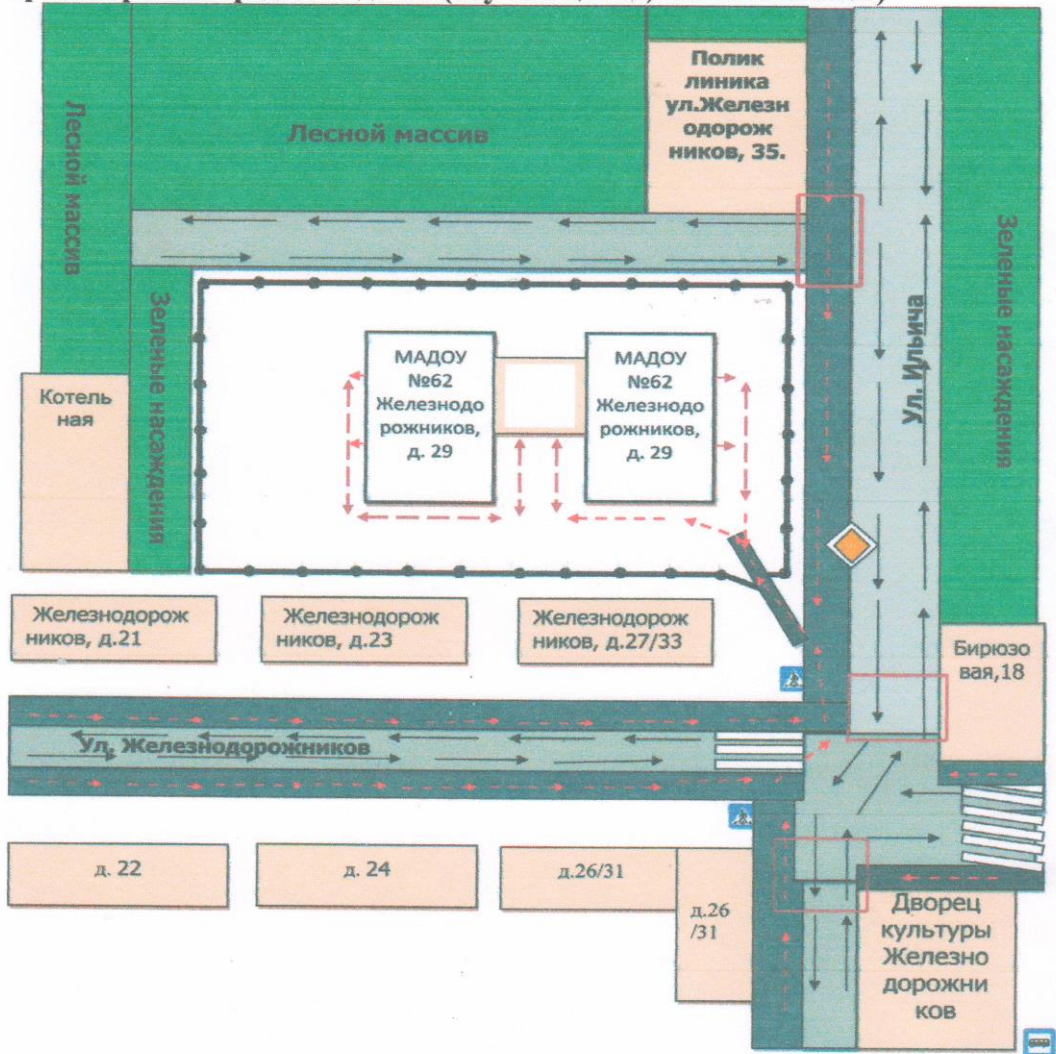 Полик
линика
ул.Железн
одорож
ников, 35.
Лесной массив
Лесной массив
Зеленые насаждения
Ул. Ильича
Зеленые насаждения
Котель
ная
МАДОУ
№62
Железнодо
рожников,
д. 29
МАДОУ
№62
Железнодо
рожников,
д. 29
Железнодорож
ников, д.21
Железнодорож
ников, д.23
Железнодорож
ников, д.27/33
Бирюзо
вая,18
Ул. Железнодорожников
д. 22
д. 24
д.26/31
д.26
/31
Дворец
культуры
Железно
дорожни
ков